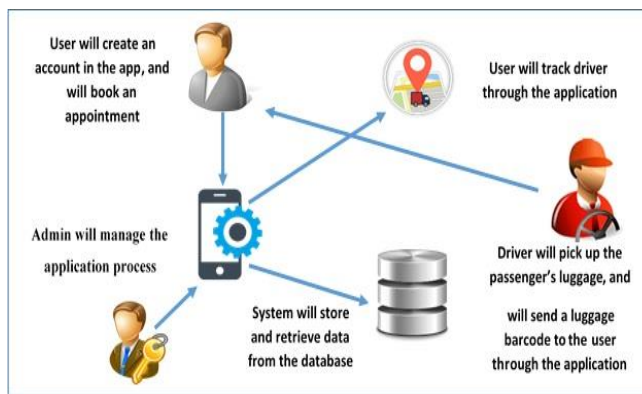 User will create an
account in the app, and
will book an
appointment
User will track driver
through the application
Admin will manage the
application process
System will store
and retrieve data
from the database
Driver will pick up the
passenger's luggage, and
will send a luggage
barcode to the user
through the application